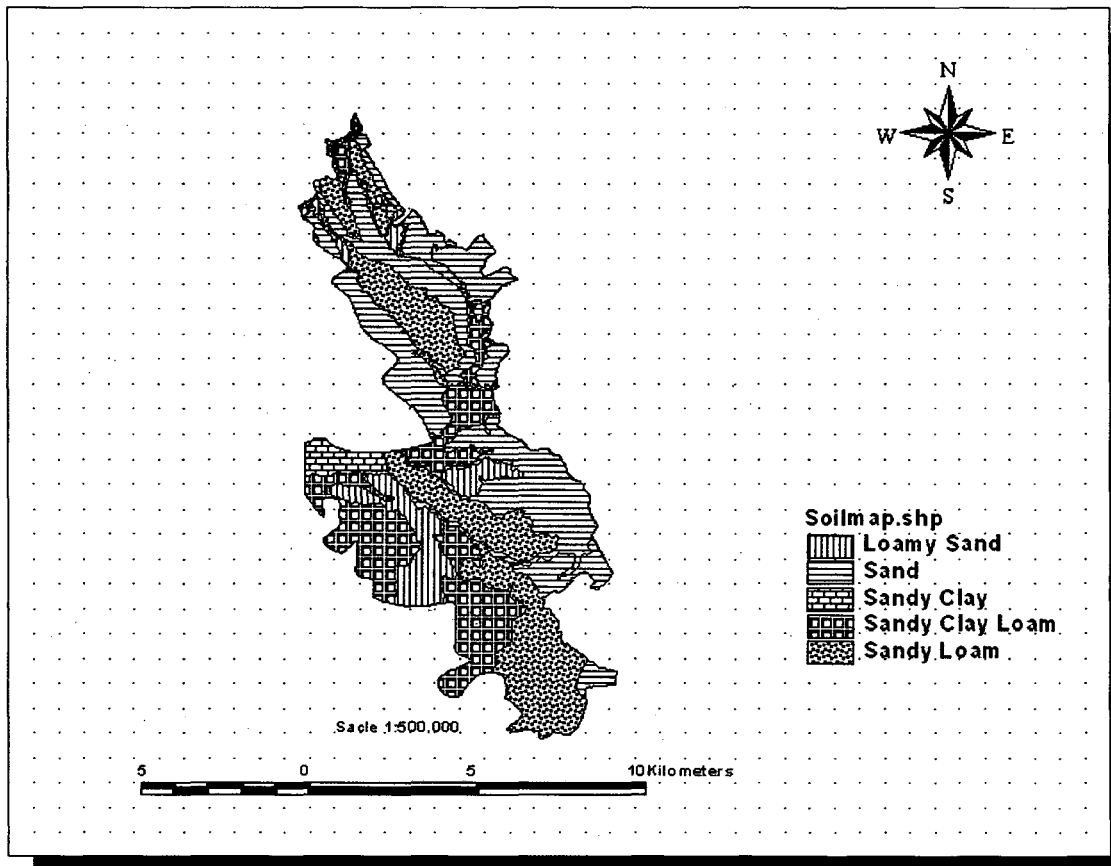 N
W E
S
Soilmap.shp
Loamy Sand
Sand
Sandy Clay
Sandy Clay Loam
Sandy Loam
Sacle 1:500,000
5 0 5 10 Kilometers